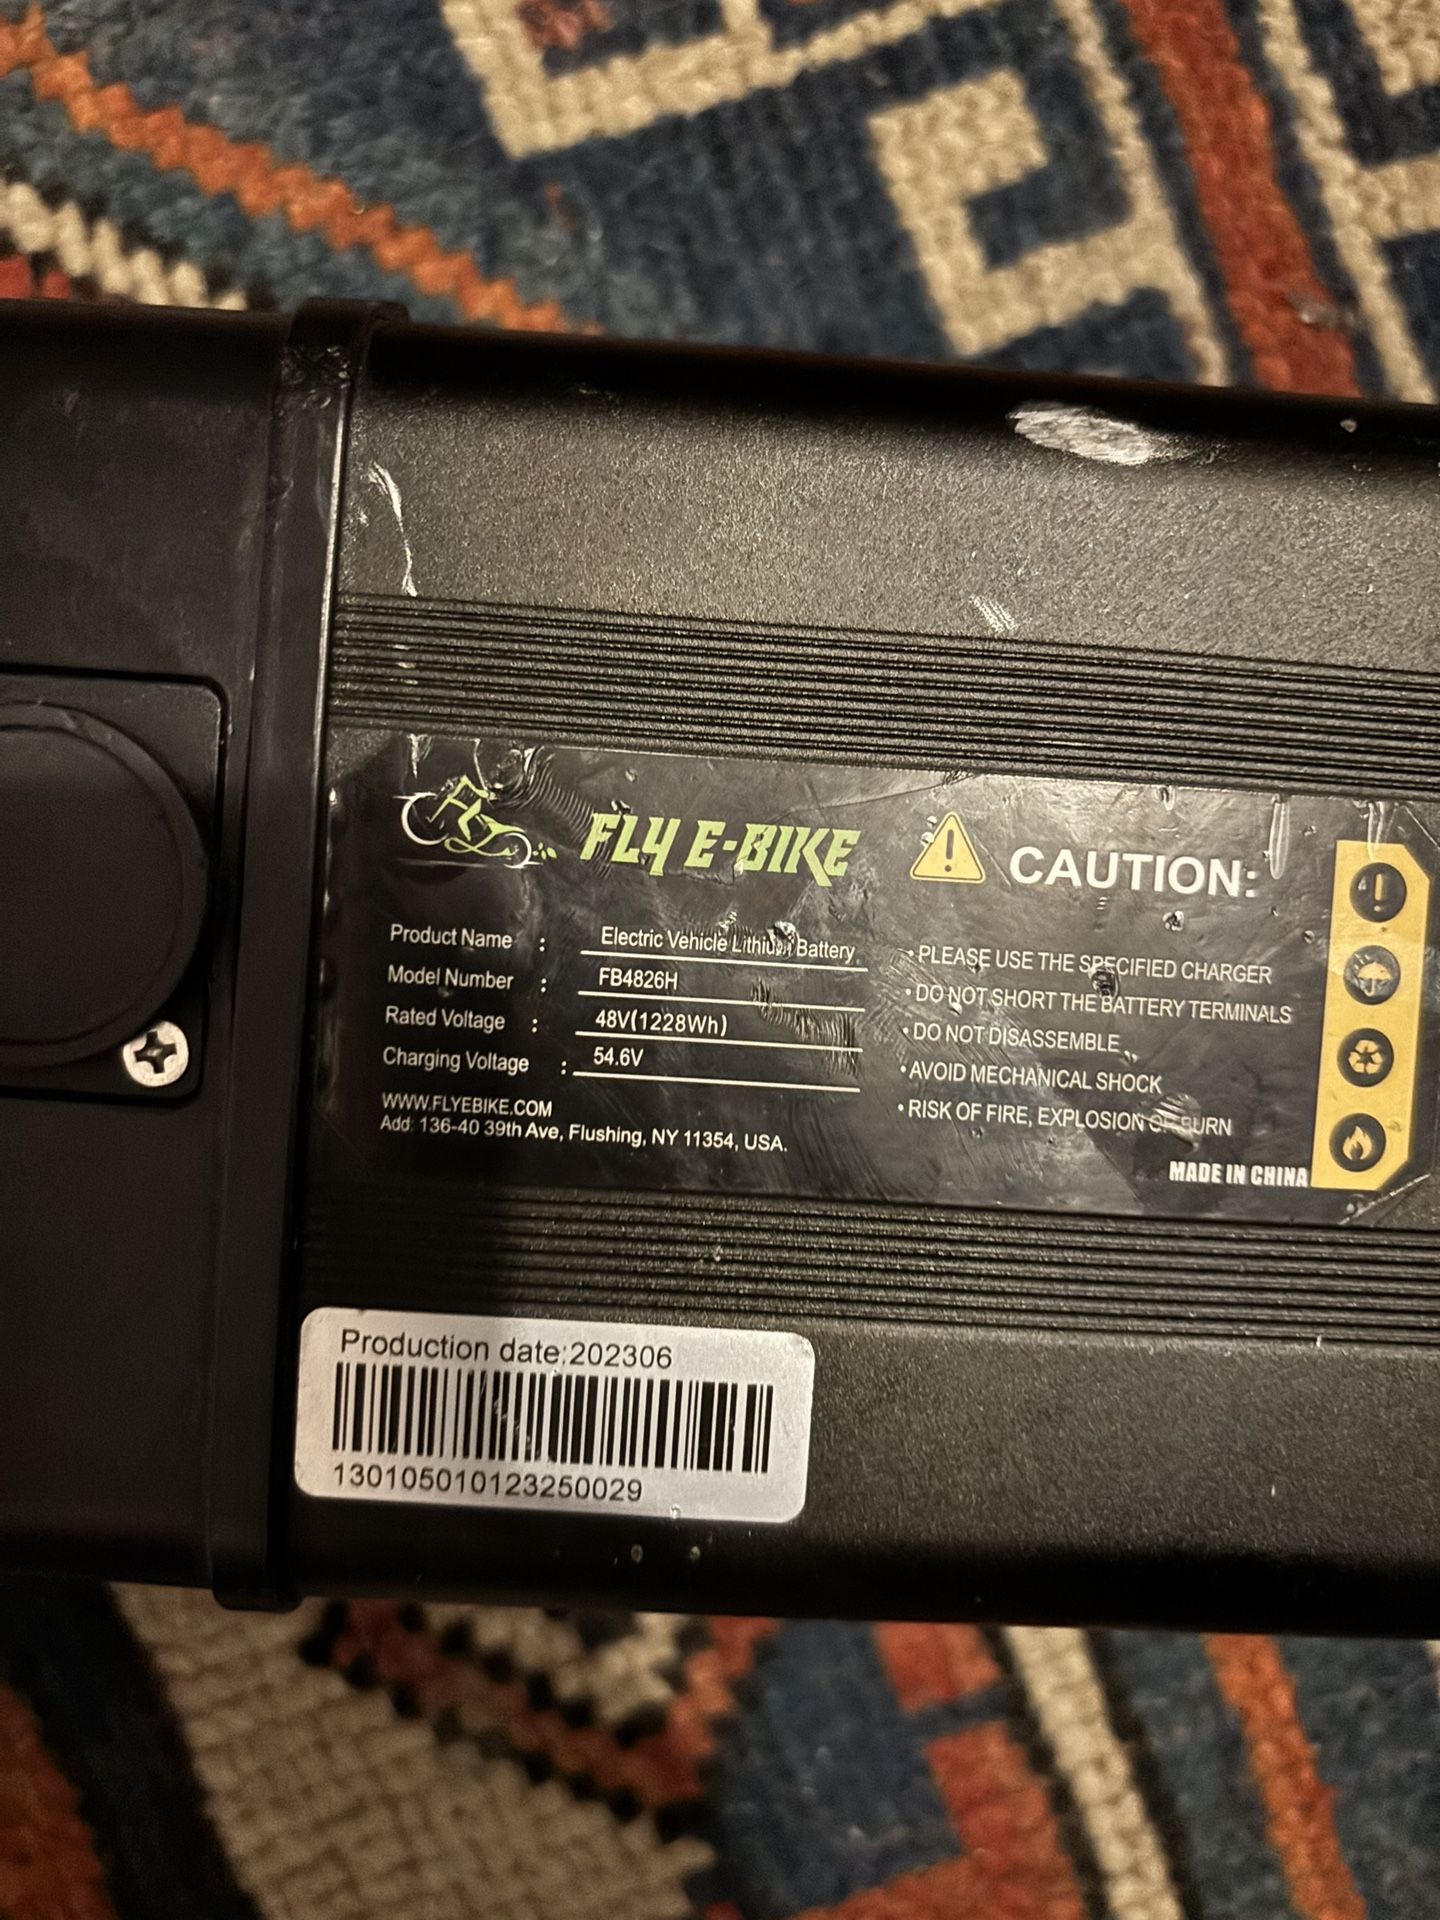 FLY E-BIKE
Product Name : Electric Vehicle Lithium Battery
Model Number : FB4826H
Rated Voltage : 48V(1228Wh)
Charging Voltage : 54.6V
WWW.FLYEBIKE.COM
Add: 136-40 39th Ave, Flushing, NY 11354, USA.
CAUTION:
•PLEASE USE THE SPECIFIED CHARGER
•DO NOT SHORT THE BATTERY TERMINALS
•DO NOT DISASSEMBLE
•AVOID MECHANICAL SHOCK
•RISK OF FIRE, EXPLOSION OR BURN
MADE IN CHINA
Production date:202306
130105010123250029